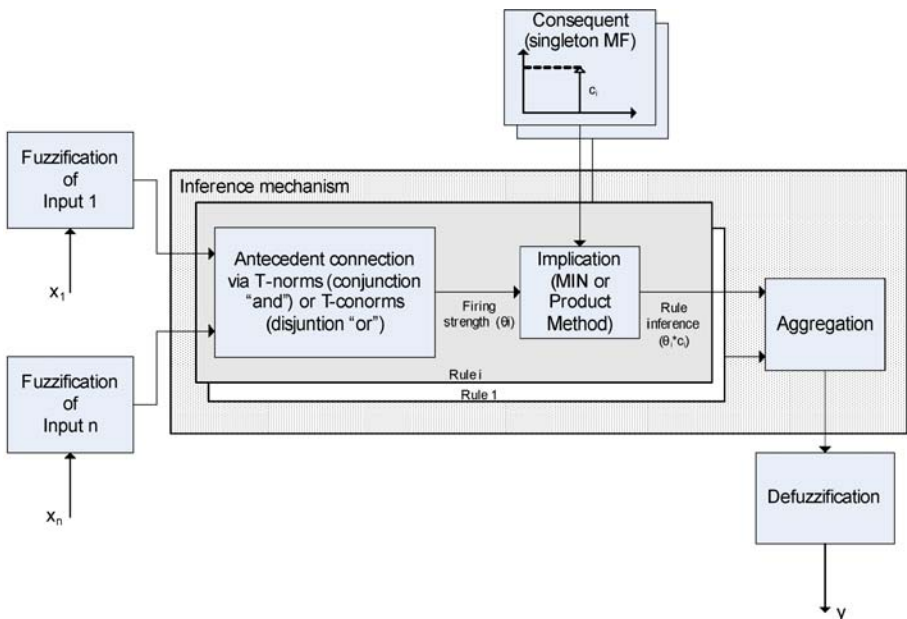 Consequent
(singleton MF)
cᵢ
Fuzzification
of
Input 1
x₁
Inference mechanism
Antecedent connection
via T-norms (conjunction
“and”) or T-conorms
(disjuntion “or”)
Firing
strength (θi)
Implication
(MIN or
Product
Method)
Rule
inference
(θᵢ*cᵢ)
Aggregation
Rule i
Rule 1
Fuzzification
of
Input n
xₙ
Defuzzification
y